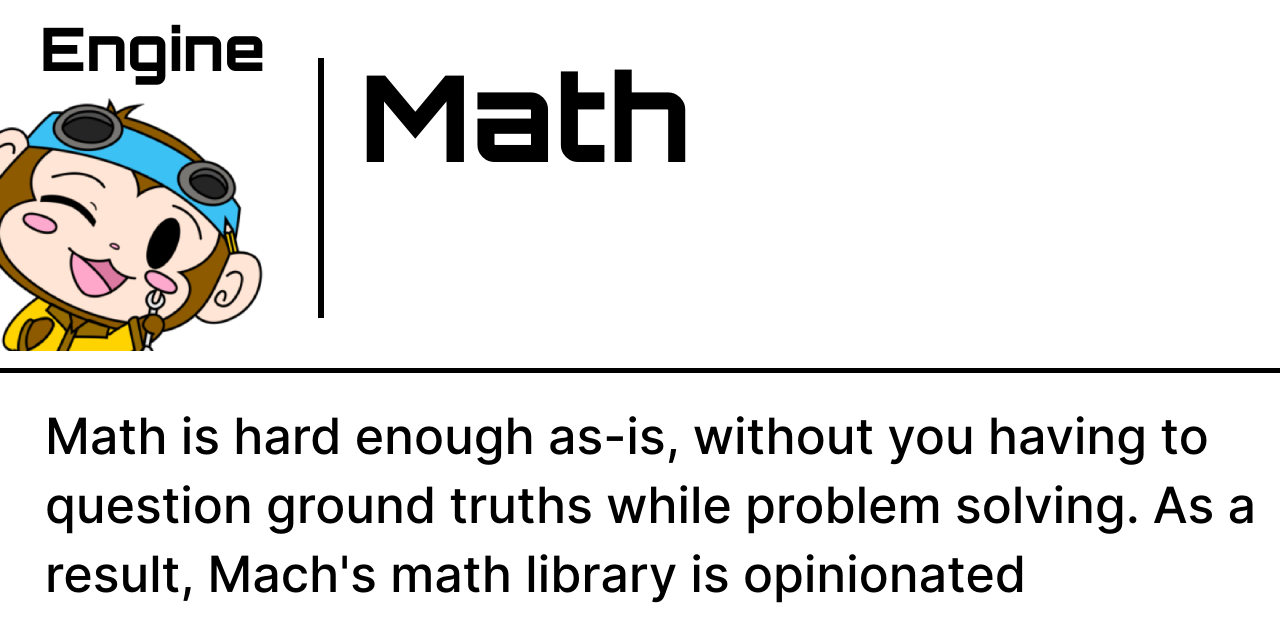 Engine
Math
Math is hard enough as-is, without you having to
question ground truths while problem solving. As a
result, Mach's math library is opinionated